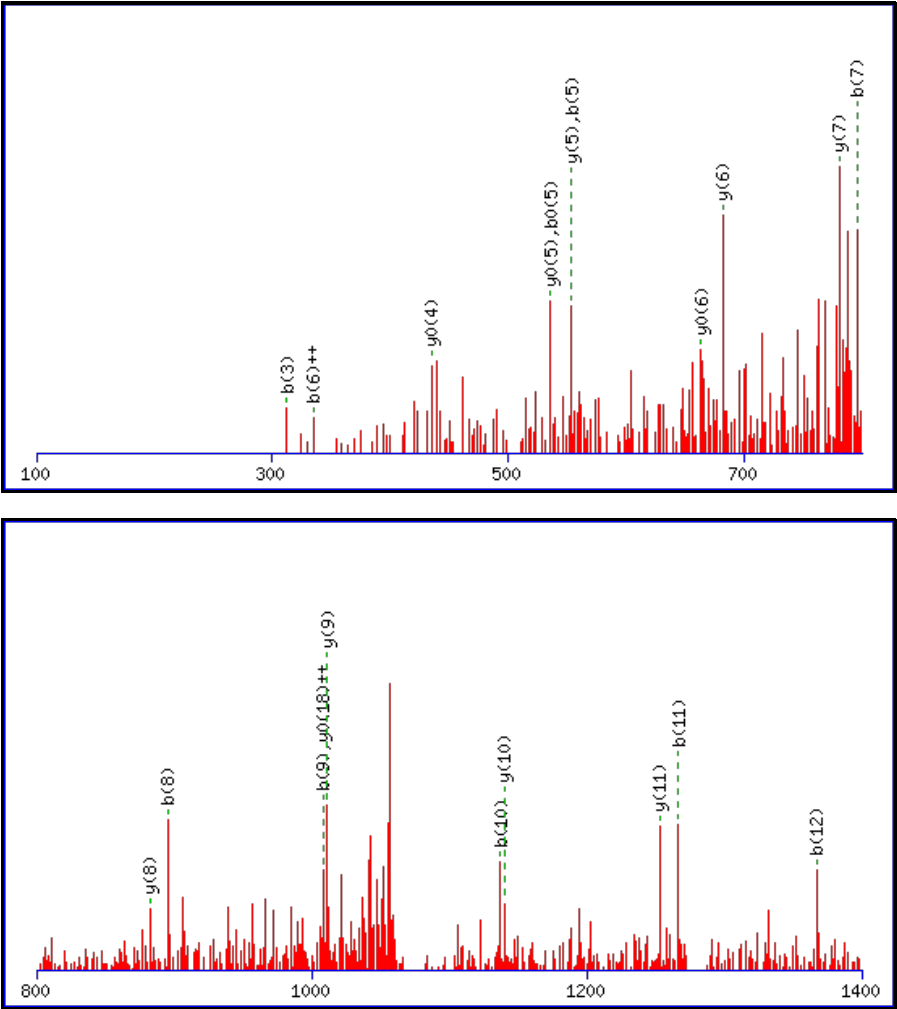 b(3)
b(6)++
y0(4)
y0(5),b0(5)
y(5),b(5)
y0(6)
y(6)
y(7)
b(7)
100 300 500 700
y(8)
b(8)
b(9),y0(18)++
y(9)
b(10)
y(10)
y(11)
b(11)
b(12)
800 1000 1200 1400